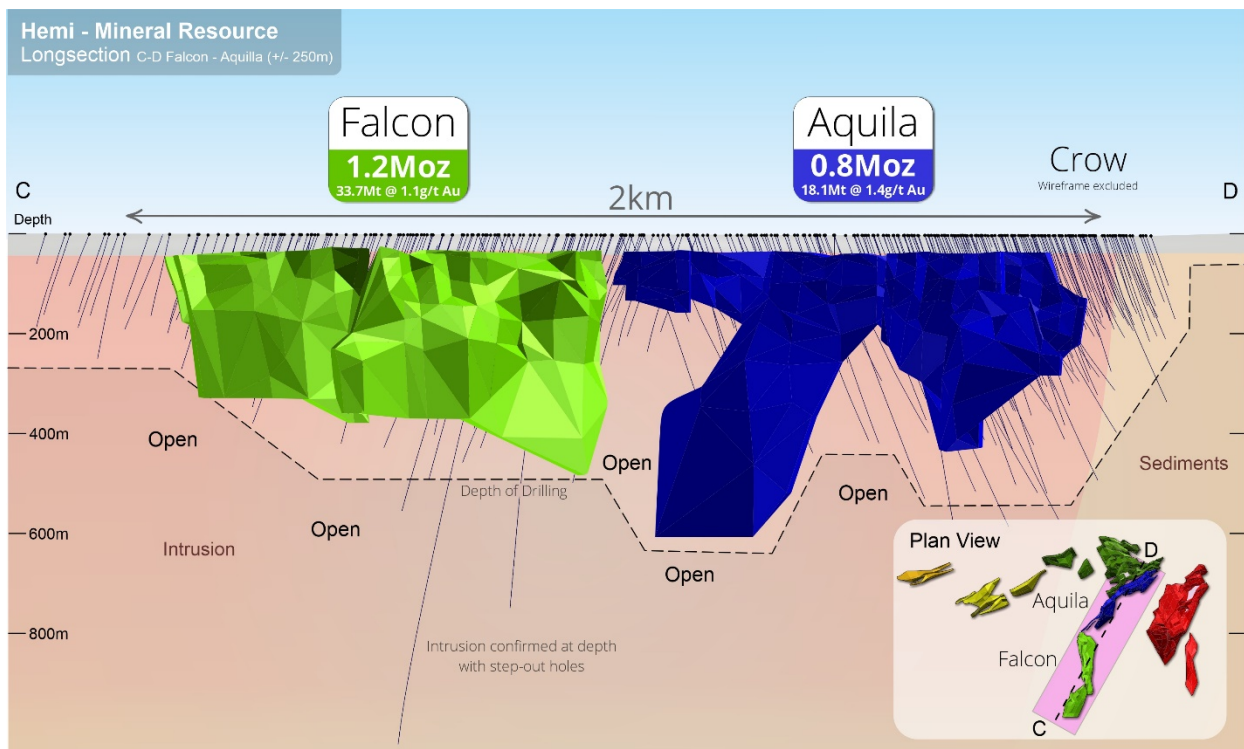 Hemi - Mineral Resource
Longsection C-D Falcon - Aquilla (+/- 250m)
Falcon
1.2Moz
33.7Mt @ 1.1g/t Au
Aquila
0.8Moz
18.1Mt @ 1.4g/t Au
Crow
Wireframe excluded
C
D
2km
Depth
200m
400m
600m
800m
Open
Open
Open
Open
Open
Depth of Drilling
Intrusion
Sediments
Intrusion confirmed at depth
with step-out holes
Plan View
D
Aquila
Falcon
C